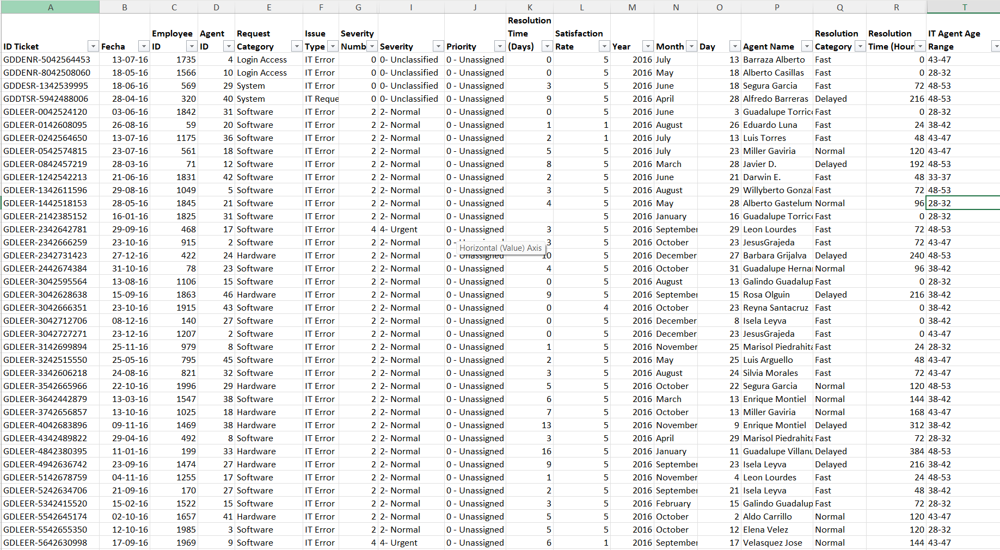 A B C D E F G I J K L M N O P Q R T
ID Ticket Fecha Employee ID Agent ID Request Category Issue Type Severity Numb Severity Priority Resolution Time (Days) Satisfaction Rate Year Month Day Agent Name Resolution Category Resolution Time (Hour IT Agent Age Range
GDDENR-5042564453 13-07-16 1735 4 Login Access IT Error 0 0- Unclassified 0 - Unassigned 0 5 2016 July 13 Barraza Alberto Fast 0 43-47
GDDENR-8042508060 18-05-16 1566 10 Login Access IT Error 0 0- Unclassified 0 - Unassigned 0 5 2016 May 18 Alberto Casillas Fast 0 28-32
GDDESR-1342539995 18-06-16 569 29 System IT Error 0 0- Unclassified 0 - Unassigned 3 5 2016 June 18 Segura Garcia Fast 72 48-53
GDDTSR-5942488006 28-04-16 320 40 System IT Reque 0 0- Unclassified 0 - Unassigned 9 5 2016 April 28 Alfredo Barreras Delayed 216 48-53
GDLEER-0042524120 03-06-16 1842 31 Software IT Error 2 2- Normal 0 - Unassigned 0 5 2016 June 3 Guadalupe Torric Fast 0 28-32
GDLEER-0142608095 26-08-16 59 20 Software IT Error 2 2- Normal 0 - Unassigned 1 1 2016 August 26 Eduardo Luna Fast 24 38-42
GDLEER-0242564650 13-07-16 1175 36 Software IT Error 2 2- Normal 0 - Unassigned 2 1 2016 July 13 Luis Torres Fast 48 43-47
GDLEER-0542574815 23-07-16 561 18 Software IT Error 2 2- Normal 0 - Unassigned 5 5 2016 July 23 Miller Gaviria Normal 120 43-47
GDLEER-0842457219 28-03-16 71 12 Software IT Error 2 2- Normal 0 - Unassigned 8 5 2016 March 28 Javier D. Delayed 192 48-53
GDLEER-1242542213 21-06-16 1831 42 Software IT Error 2 2- Normal 0 - Unassigned 2 5 2016 June 21 Darwin E. Fast 48 33-37
GDLEER-1342611596 29-08-16 1049 5 Software IT Error 2 2- Normal 0 - Unassigned 3 5 2016 August 29 Willyberto Gonzal Fast 72 48-53
GDLEER-1442518153 28-05-16 1845 21 Software IT Error 2 2- Normal 0 - Unassigned 4 5 2016 May 28 Alberto Gastelum Normal 96 28-32
GDLEER-2142385152 16-01-16 1825 31 Software IT Error 2 2- Normal 0 - Unassigned 5 2016 January 16 Guadalupe Torric Fast 0 28-32
GDLEER-2342642781 29-09-16 468 17 Software IT Error 4 4- Urgent 0 - Unassigned 3 5 2016 September 29 Leon Lourdes Fast 72 48-53
GDLEER-2342666259 23-10-16 915 2 Software IT Error 2 2- Normal 0 - Unassigned 3 5 2016 October 23 JesusGrajeda Fast 72 43-47
Horizontal (Value) Axis
GDLEER-2342731423 27-12-16 422 24 Hardware IT Error 2 2- Normal 0 - Unassigned 10 5 2016 December 27 Barbara Grijalva Delayed 240 48-53
GDLEER-2442674384 31-10-16 78 23 Software IT Error 2 2- Normal 0 - Unassigned 4 5 2016 October 31 Guadalupe Hernar Normal 96 38-42
GDLEER-3042595564 13-08-16 1106 15 Software IT Error 2 2- Normal 0 - Unassigned 0 5 2016 August 13 Galindo Guadalup Fast 0 28-32
GDLEER-3042628638 15-09-16 1863 46 Hardware IT Error 2 2- Normal 0 - Unassigned 9 5 2016 September 15 Rosa Olguin Delayed 216 38-42
GDLEER-3042666351 23-10-16 1915 43 Software IT Error 2 2- Normal 0 - Unassigned 0 4 2016 October 23 Reyna Santacruz Fast 0 38-42
GDLEER-3042712706 08-12-16 140 27 Software IT Error 2 2- Normal 0 - Unassigned 0 5 2016 December 8 Isela Leyva Fast 0 38-42
GDLEER-3042727271 23-12-16 1207 2 Software IT Error 2 2- Normal 0 - Unassigned 0 5 2016 December 23 JesusGrajeda Fast 0 43-47
GDLEER-3142699894 25-11-16 979 8 Software IT Error 2 2- Normal 0 - Unassigned 1 5 2016 November 25 Marisol Piedrahita Fast 24 28-32
GDLEER-3242515550 25-05-16 795 45 Software IT Error 2 2- Normal 0 - Unassigned 2 5 2016 May 25 Luis Arguello Fast 48 43-47
GDLEER-3342606218 24-08-16 821 32 Software IT Error 2 2- Normal 0 - Unassigned 3 5 2016 August 24 Silvia Morales Fast 72 43-47
GDLEER-3542665966 22-10-16 1996 29 Hardware IT Error 2 2- Normal 0 - Unassigned 5 5 2016 October 22 Segura Garcia Normal 120 48-53
GDLEER-3642442879 13-03-16 1547 38 Software IT Error 2 2- Normal 0 - Unassigned 6 5 2016 March 13 Enrique Montiel Normal 144 38-42
GDLEER-3742656857 13-10-16 1025 18 Hardware IT Error 2 2- Normal 0 - Unassigned 7 5 2016 October 13 Miller Gaviria Normal 168 43-47
GDLEER-4042683896 09-11-16 1469 38 Hardware IT Error 2 2- Normal 0 - Unassigned 13 5 2016 November 9 Enrique Montiel Delayed 312 38-42
GDLEER-4342489822 29-04-16 492 8 Software IT Error 2 2- Normal 0 - Unassigned 3 5 2016 April 29 Marisol Piedrahita Fast 72 28-32
GDLEER-4842380395 11-01-16 199 33 Hardware IT Error 2 2- Normal 0 - Unassigned 16 5 2016 January 11 Guadalupe Villanu Delayed 384 48-53
GDLEER-4942636742 23-09-16 1474 27 Hardware IT Error 2 2- Normal 0 - Unassigned 9 5 2016 September 23 Isela Leyva Delayed 216 38-42
GDLEER-5142678759 04-11-16 1255 17 Software IT Error 2 2- Normal 0 - Unassigned 1 5 2016 November 4 Leon Lourdes Fast 24 48-53
GDLEER-5242634706 21-09-16 170 27 Software IT Error 2 2- Normal 0 - Unassigned 2 5 2016 September 21 Isela Leyva Fast 48 38-42
GDLEER-5342415520 15-02-16 1522 15 Software IT Error 2 2- Normal 0 - Unassigned 3 5 2016 February 15 Galindo Guadalup Fast 72 28-32
GDLEER-5542645174 02-10-16 1657 41 Hardware IT Error 2 2- Normal 0 - Unassigned 5 5 2016 October 2 Aldo Carrillo Normal 120 43-47
GDLEER-5542655350 12-10-16 1985 3 Software IT Error 2 2- Normal 0 - Unassigned 5 5 2016 October 12 Elena Velez Normal 120 28-32
GDLEER-5642630998 17-09-16 1969 9 Software IT Error 4 4- Urgent 0 - Unassigned 6 1 2016 September 17 Velasquez Jose Normal 144 43-47